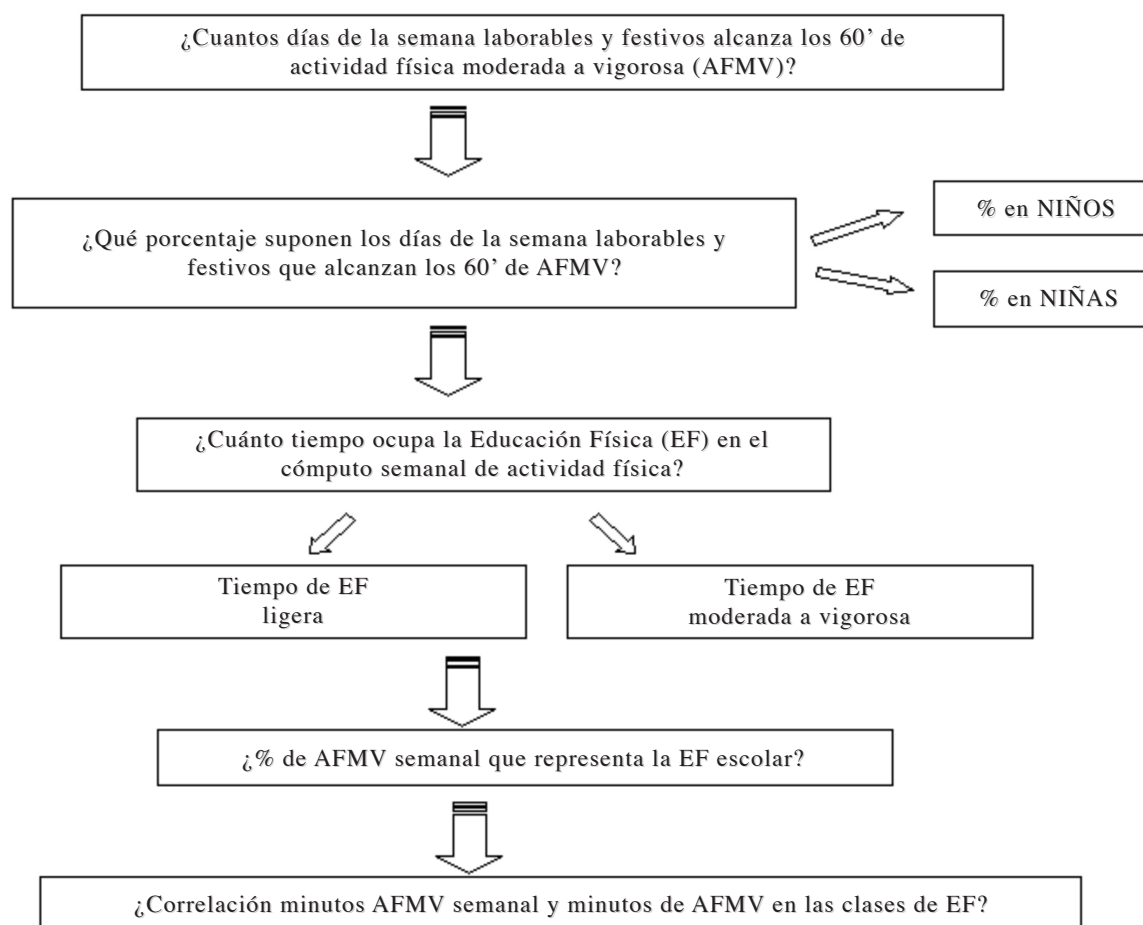 ¿Cuantos días de la semana laborables y festivos alcanza los 60’ de
actividad física moderada a vigorosa (AFMV)?
¿Qué porcentaje suponen los días de la semana laborables y
festivos que alcanzan los 60’ de AFMV?
% en NIÑOS
% en NIÑAS
¿Cuánto tiempo ocupa la Educación Física (EF) en el
cómputo semanal de actividad física?
Tiempo de EF
ligera
Tiempo de EF
moderada a vigorosa
¿% de AFMV semanal que representa la EF escolar?
¿Correlación minutos AFMV semanal y minutos de AFMV en las clases de EF?